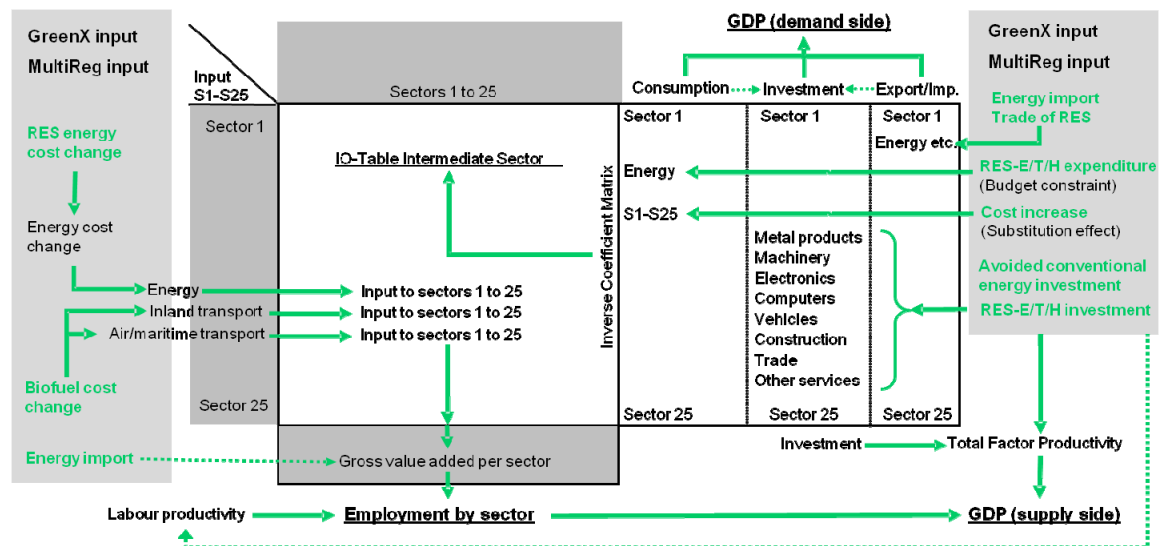 GreenX input
MultiReg input
RES energy
cost change
Energy cost
change
Biofuel cost
change
Energy import
Input
S1-S25
Sectors 1 to 25
Sector 1
IO-Table Intermediate Sector
Energy
Inland transport
Air/maritime transport
Input to sectors 1 to 25
Input to sectors 1 to 25
Input to sectors 1 to 25
Sector 25
Gross value added per sector
Labour productivity
Employment by sector
Inverse Coefficient Matrix
GDP (demand side)
Consumption
Investment
Export/Imp.
Sector 1
Sector 1
Sector 1
Energy etc.
Energy
S1-S25
Metal products
Machinery
Electronics
Computers
Vehicles
Construction
Trade
Other services
Sector 25
Sector 25
Sector 25
Investment
Total Factor Productivity
GDP (supply side)
GreenX input
MultiReg input
Energy import
Trade of RES
RES-E/T/H expenditure
(Budget constraint)
Cost increase
(Substitution effect)
Avoided conventional
energy investment
RES-E/T/H investment